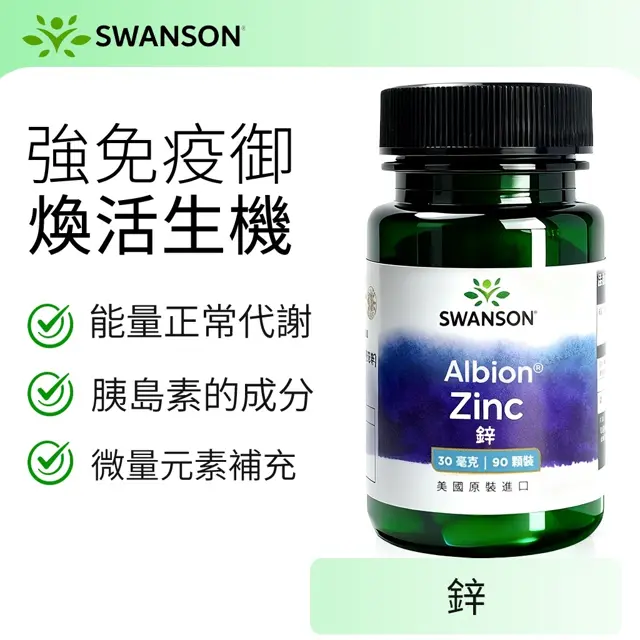 SWANSON
強免疫御
煥活生機
能量正常代謝
胰島素的成分
微量元素補充
SWANSON®
Albion®
Zinc
鋅
30 毫克 | 90 顆裝
美國原裝進口
鋅